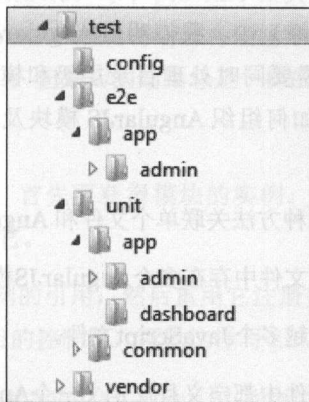 test
config
e2e
app
admin
unit
app
admin
dashboard
common
vendor